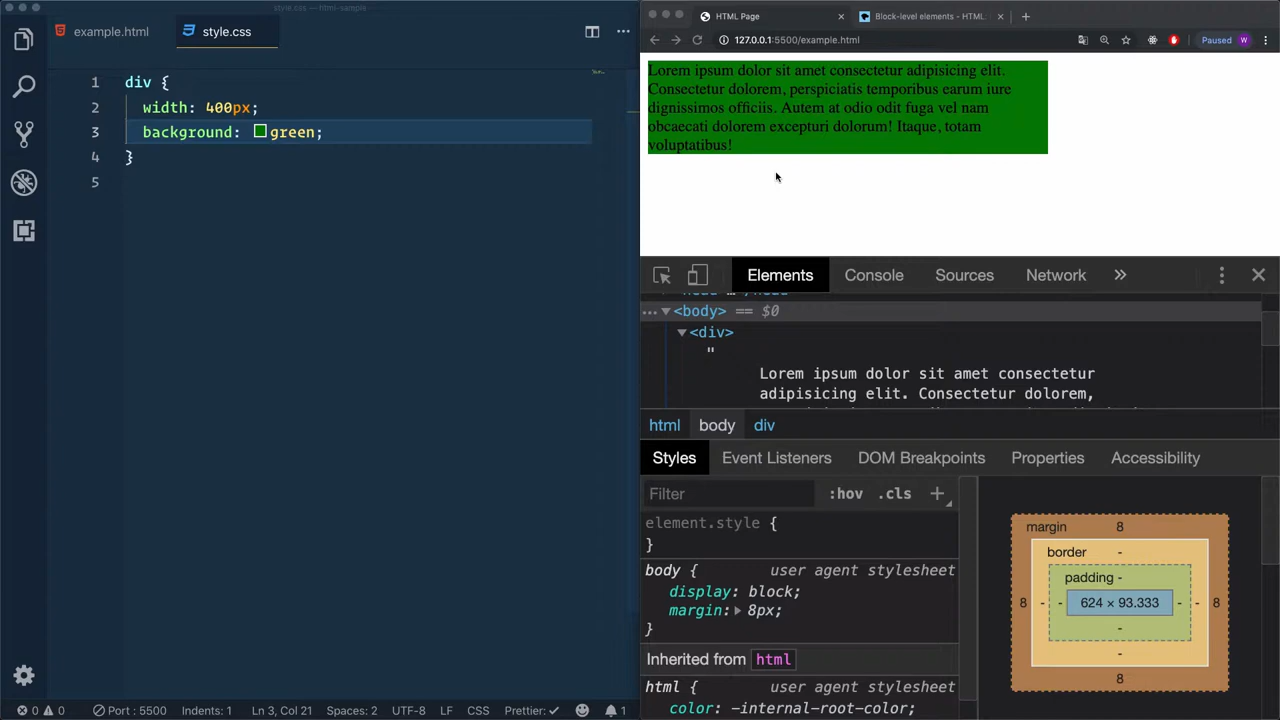 style.css — html-sample
example.html
style.css
1 div {
2 width: 400px;
3 background: green;
4 }
5
0 0
Port : 5500
Indents: 1
Ln 3, Col 21
Spaces: 2
UTF-8
LF
CSS
Prettier: ✓
1
HTML Page
Block-level elements - HTML:
127.0.0.1:5500/example.html
Paused
W
Lorem ipsum dolor sit amet consectetur adipisicing elit.
Consectetur dolorem, perspiciatis temporibus earum iure
dignissimos officiis. Autem at odio odit fuga vel nam
obcaecati dolorem excepturi dolorum! Itaque, totam
voluptatibus!
Elements
Console
Sources
Network
»
… ▼<body> == $0
▼<div>
"
Lorem ipsum dolor sit amet consectetur
adipisicing elit. Consectetur dolorem,
html
body
div
Styles
Event Listeners
DOM Breakpoints
Properties
Accessibility
Filter
:hov
.cls
+
element.style {
}
body {
user agent stylesheet
display: block;
margin:▶ 8px;
}
Inherited from html
html {
user agent stylesheet
color: -internal-root-color;
margin
8
border
-
padding -
8
-
-
624 × 93.333
-
-
8
-
-
8